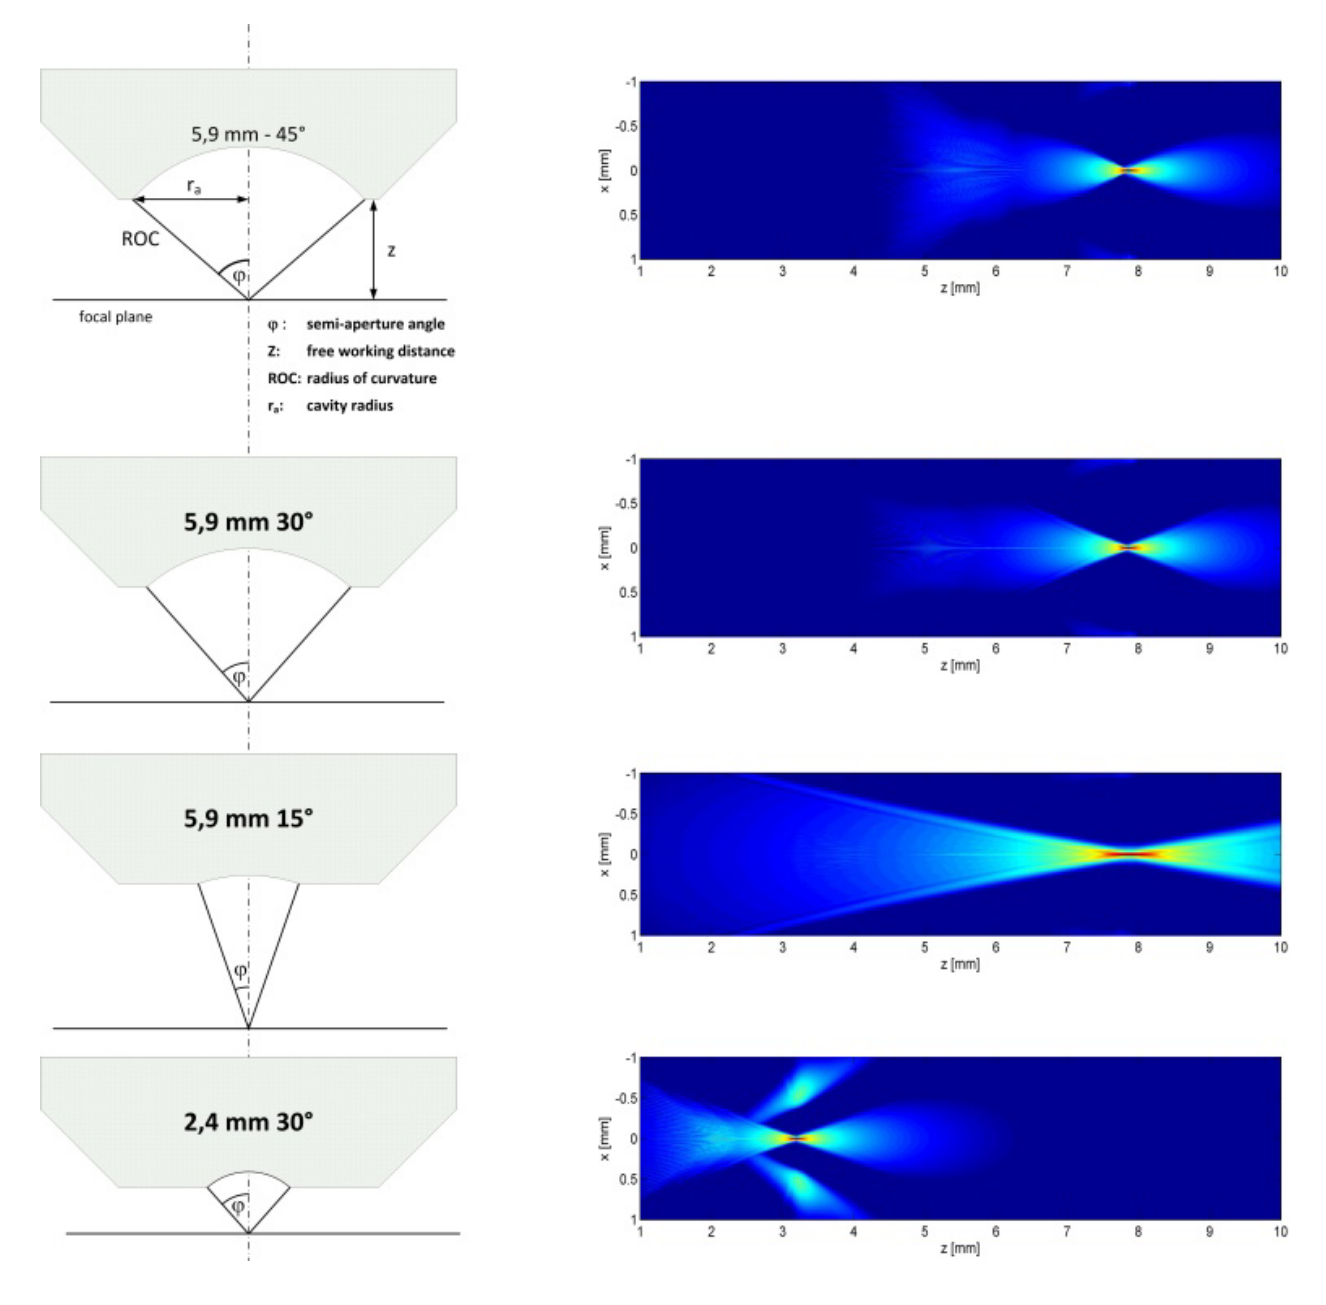 5,9 mm - 45°
rₐ
ROC
φ
z
focal plane
φ : semi-aperture angle
Z: free working distance
ROC: radius of curvature
rₐ: cavity radius
-1
-0.5
0
0.5
1
x [mm]
1 2 3 4 5 6 7 8 9 10
z [mm]
5,9 mm 30°
φ
-1
-0.5
0
0.5
1
x [mm]
1 2 3 4 5 6 7 8 9 10
z [mm]
5,9 mm 15°
φ
-1
-0.5
0
0.5
1
x [mm]
1 2 3 4 5 6 7 8 9 10
z [mm]
2,4 mm 30°
φ
-1
-0.5
0
0.5
1
x [mm]
1 2 3 4 5 6 7 8 9 10
z [mm]